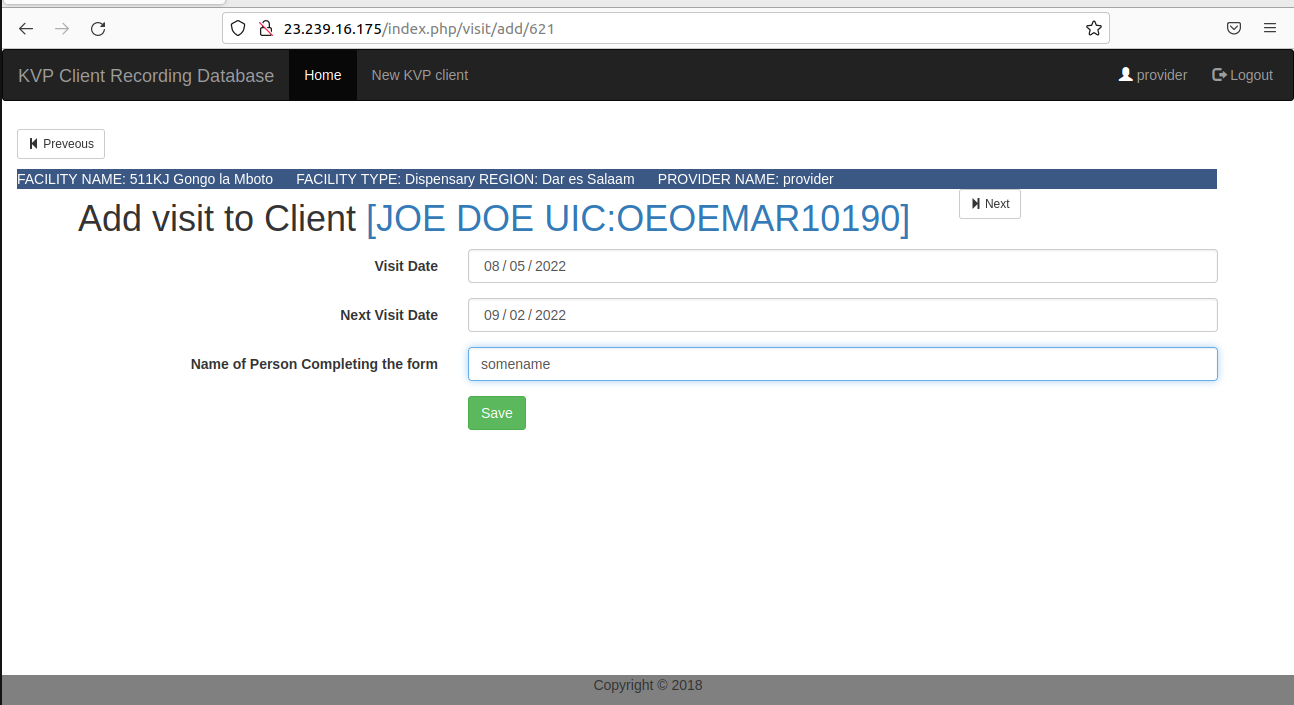 23.239.16.175/index.php/visit/add/621
KVP Client Recording Database Home New KVP client provider Logout
Preveous
FACILITY NAME: 511KJ Gongo la Mboto FACILITY TYPE: Dispensary REGION: Dar es Salaam PROVIDER NAME: provider
Add visit to Client [JOE DOE UIC:OEOEMAR10190] Next
Visit Date 08 / 05 / 2022
Next Visit Date 09 / 02 / 2022
Name of Person Completing the form somename
Save
Copyright © 2018